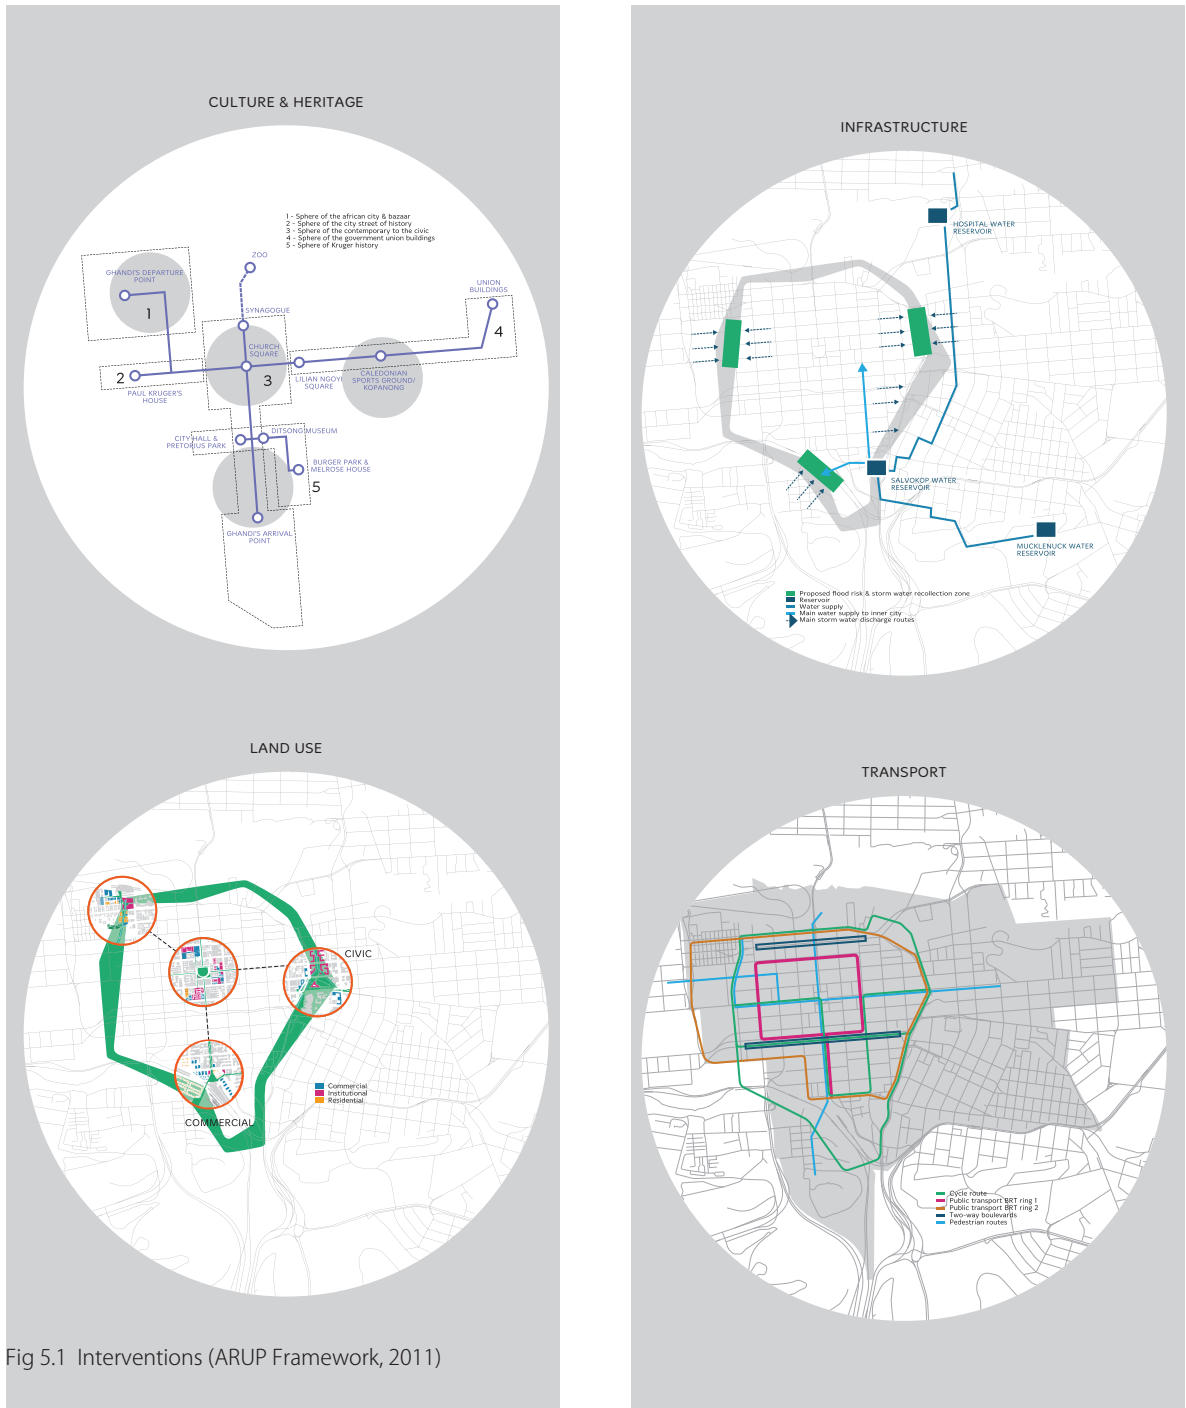 CULTURE & HERITAGE
1 - Sphere of the african city & bazaar
2 - Sphere of the city street of history
3 - Sphere of the contemporary to the civic
4 - Sphere of the government union buildings
5 - Sphere of Kruger history
ZOO
GHANDI'S DEPARTURE
POINT
1
UNION
BUILDINGS
4
SYNAGOGUE
CHURCH
SQUARE
3
2
PAUL KRUGER'S
HOUSE
LILIAN NGOYI
SQUARE
CALEDONIAN
SPORTS GROUND/
KOPANONG
CITY HALL &
PRETORIUS PARK
DITSONG MUSEUM
BURGER PARK &
MELROSE HOUSE
5
GHANDI'S ARRIVAL
POINT
INFRASTRUCTURE
HOSPITAL WATER
RESERVOIR
SALVOKOP WATER
RESERVOIR
MUCKLENUCK WATER
RESERVOIR
Proposed flood risk & storm water recollection zone
Reservoir
Water supply
Main water supply to inner city
Main storm water discharge routes
LAND USE
CIVIC
COMMERCIAL
Commercial
Institutional
Residential
TRANSPORT
Cycle route
Public transport BRT ring 1
Public transport BRT ring 2
Two-way boulevards
Pedestrian routes
Fig 5.1 Interventions (ARUP Framework, 2011)